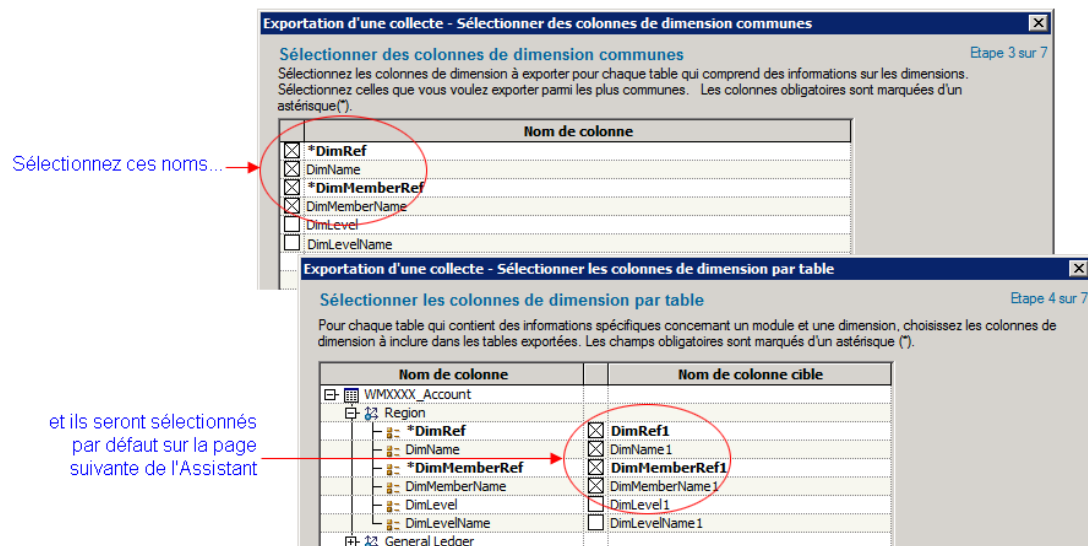 Exportation d'une collecte - Sélectionner des colonnes de dimension communes
Sélectionner des colonnes de dimension communes
Etape 3 sur 7
Sélectionnez les colonnes de dimension à exporter pour chaque table qui comprend des informations sur les dimensions.
Sélectionnez celles que vous voulez exporter parmi les plus communes. Les colonnes obligatoires sont marquées d'un
astérisque(*).
Nom de colonne
*DimRef
DimName
*DimMemberRef
DimMemberName
DimLevel
DimLevelName
Sélectionnez ces noms...
Exportation d'une collecte - Sélectionner les colonnes de dimension par table
Sélectionner les colonnes de dimension par table
Etape 4 sur 7
Pour chaque table qui contient des informations spécifiques concernant un module et une dimension, choisissez les colonnes de
dimension à inclure dans les tables exportées. Les champs obligatoires sont marqués d'un astérisque (*).
Nom de colonne Nom de colonne cible
WMXXXX_Account
Region
*DimRef DimRef1
DimName DimName1
*DimMemberRef DimMemberRef1
DimMemberName DimMemberName1
DimLevel DimLevel1
DimLevelName DimLevelName1
General Ledger
et ils seront sélectionnés
par défaut sur la page
suivante de l'Assistant